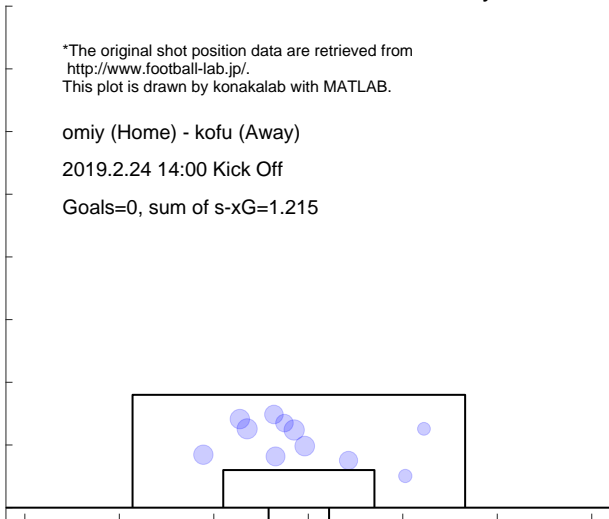 *The original shot position data are retrieved from
http://www.football-lab.jp/.
This plot is drawn by konakalab with MATLAB.
omiy (Home) - kofu (Away)
2019.2.24 14:00 Kick Off
Goals=0, sum of s-xG=1.215